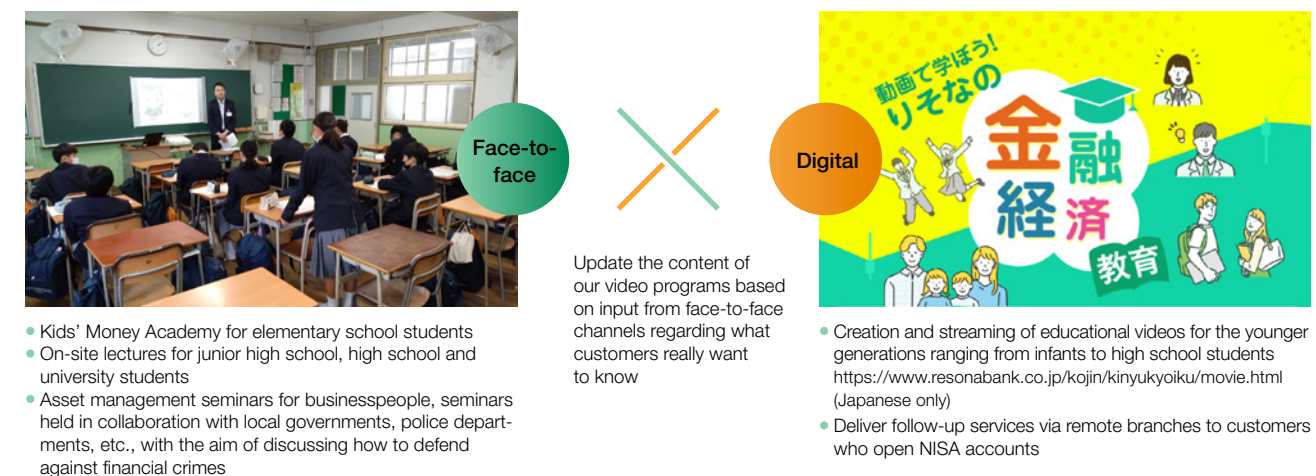 Face-to-
face
Kids' Money Academy for elementary school students
On-site lectures for junior high school, high school and
university students
Asset management seminars for businesspeople, seminars
held in collaboration with local governments, police depart-
ments, etc., with the aim of discussing how to defend
against financial crimes
Update the content of
our video programs based
on input from face-to-face
channels regarding what
customers really want
to know
Digital
動画で学ぼう!
りそなの
金融
経済
教育
Creation and streaming of educational videos for the younger
generations ranging from infants to high school students
https://www.resonabank.co.jp/kojin/kinyukyoiku/movie.html
(Japanese only)
Deliver follow-up services via remote branches to customers
who open NISA accounts